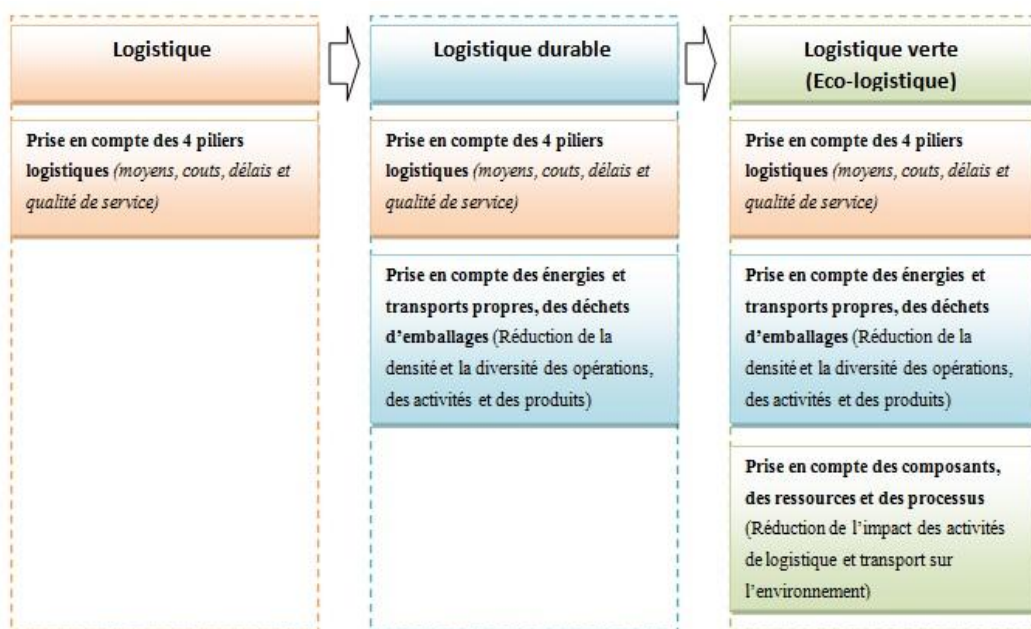 Logistique
Prise en compte des 4 piliers
logistiques (moyens, couts, délais et
qualité de service)
Logistique durable
Prise en compte des 4 piliers
logistiques (moyens, couts, délais et
qualité de service)
Prise en compte des énergies et
transports propres, des déchets
d’emballages (Réduction de la
densité et la diversité des opérations,
des activités et des produits)
Logistique verte
(Eco-logistique)
Prise en compte des 4 piliers
logistiques (moyens, couts, délais et
qualité de service)
Prise en compte des énergies et
transports propres, des déchets
d’emballages (Réduction de la
densité et la diversité des opérations,
des activités et des produits)
Prise en compte des composants,
des ressources et des processus
(Réduction de l’impact des activités
de logistique et transport sur
l’environnement)